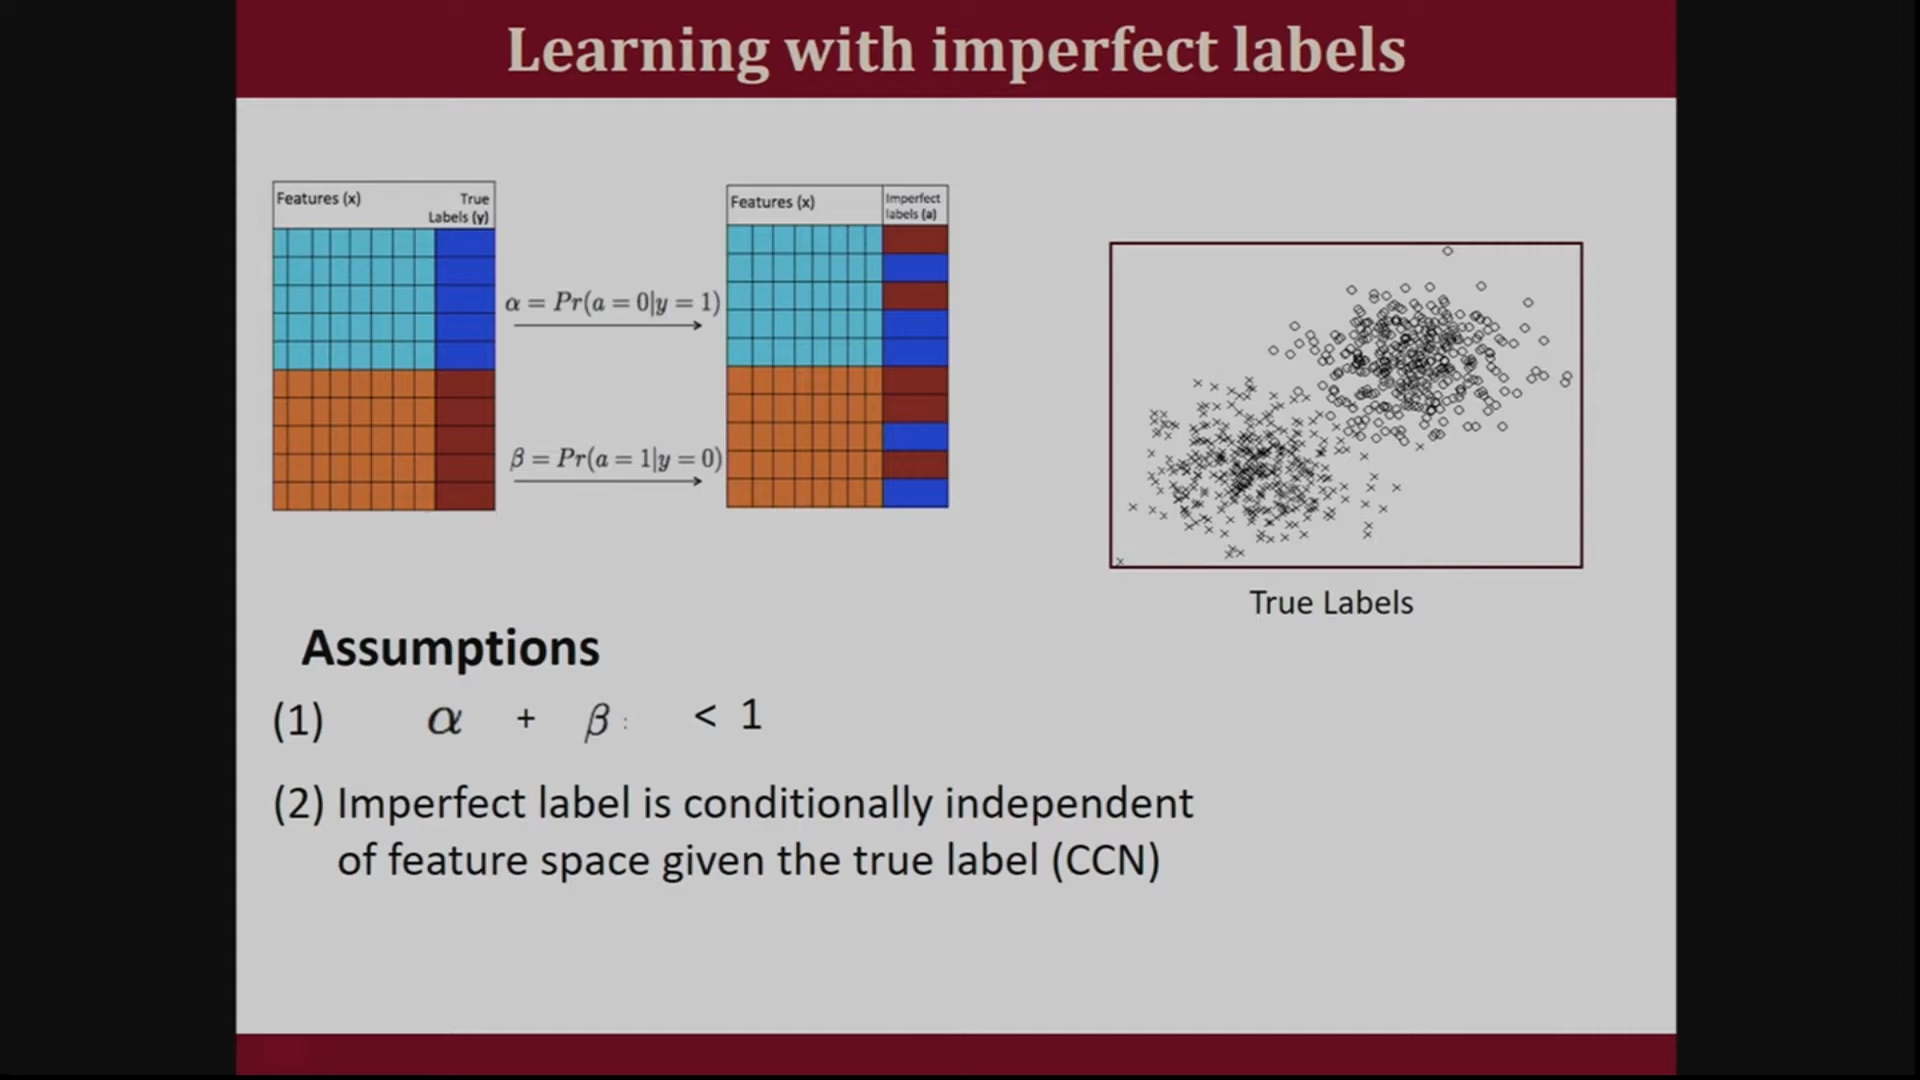 Learning with imperfect labels
Features (x)
True
Labels (y)
Features (x)
Imperfect
labels (a)
α = Pr(a = 0|y = 1)
β = Pr(a = 1|y = 0)
True Labels
Assumptions
(1) α + β : < 1
(2) Imperfect label is conditionally independent
of feature space given the true label (CCN)